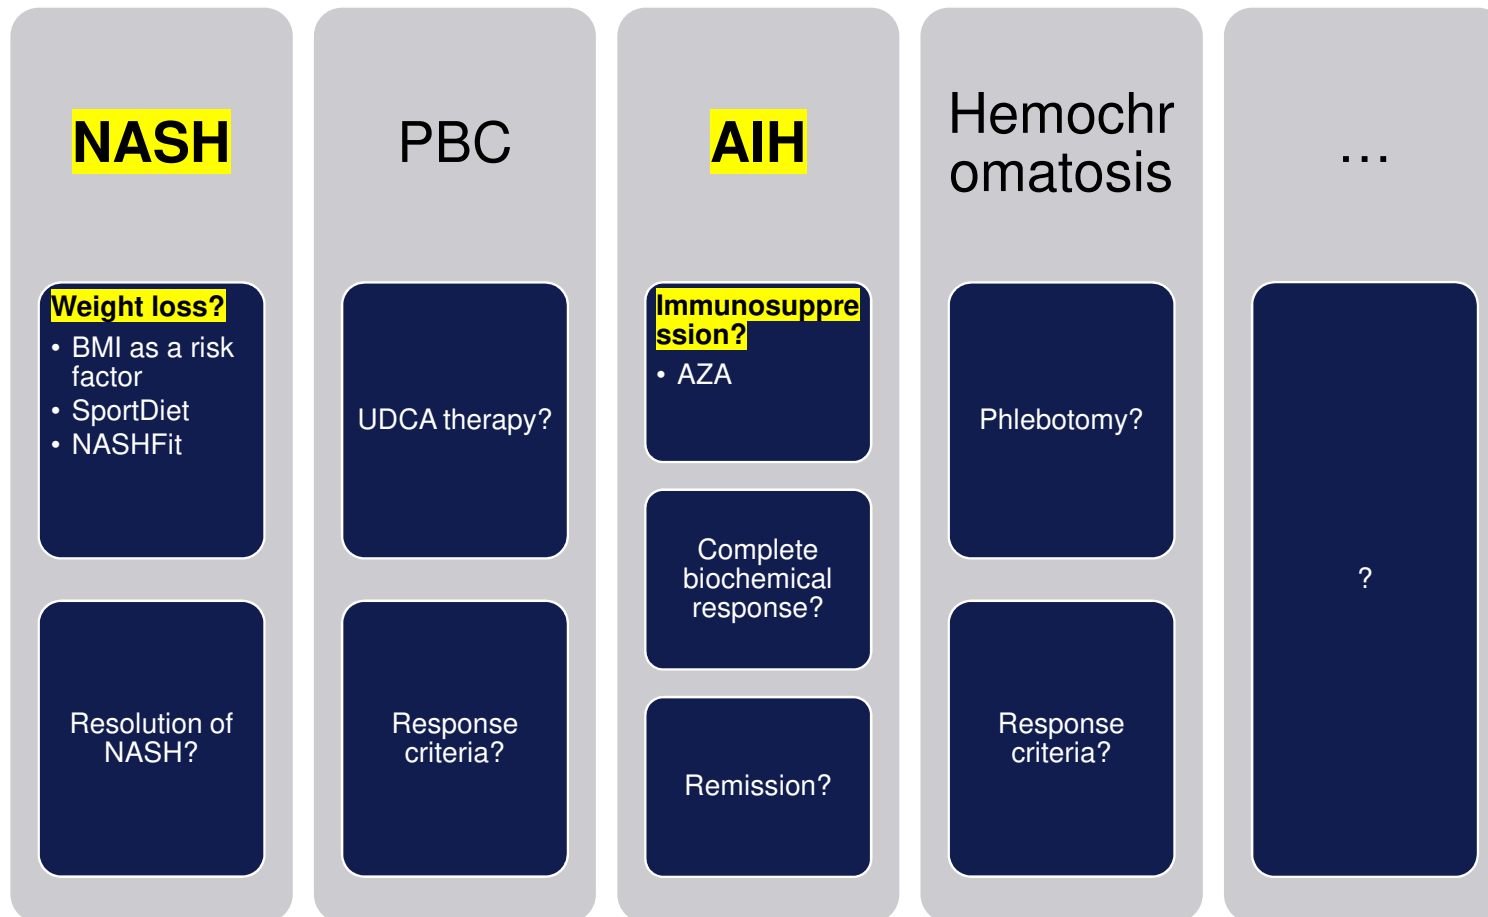 NASH
Weight loss?
• BMI as a risk
factor
• SportDiet
• NASHFit
Resolution of
NASH?
PBC
UDCA therapy?
Response
criteria?
AIH
Immunosuppre
ssion?
• AZA
Complete
biochemical
response?
Remission?
Hemochr
omatosis
Phlebotomy?
Response
criteria?
...
?